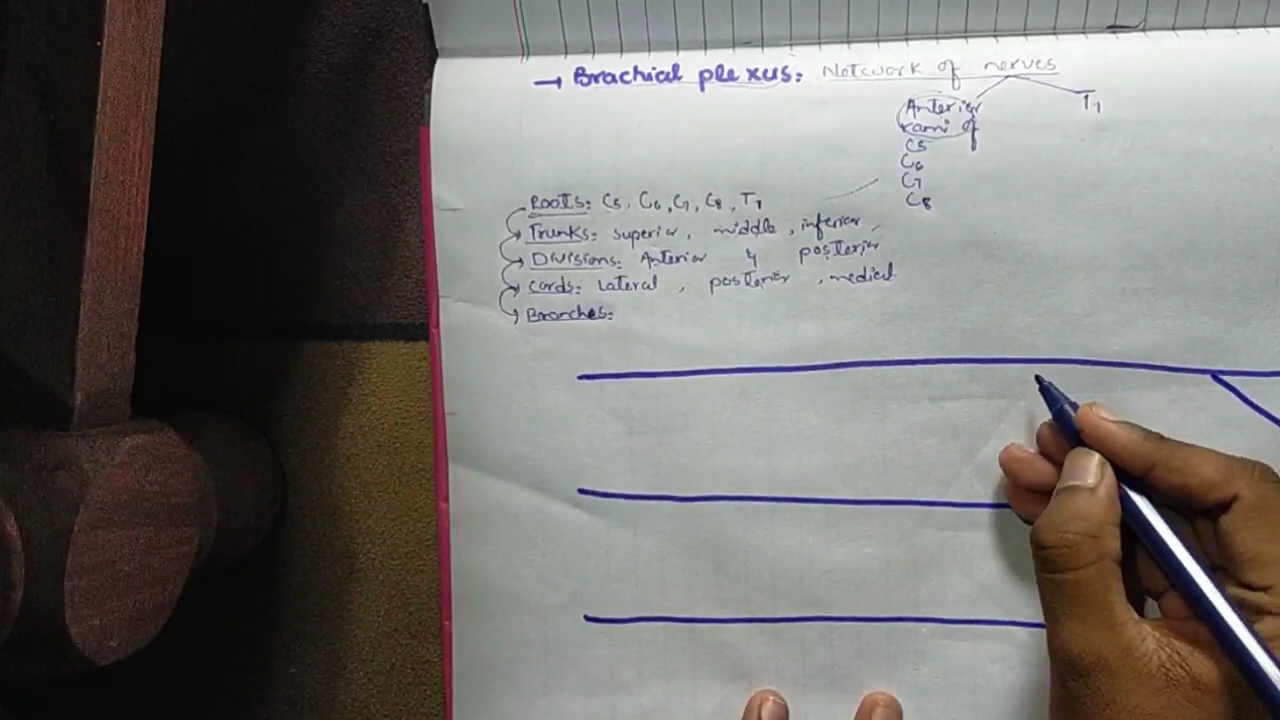 → Brachial plexus: Network of nerves
Anterior T1
rami of
C5
C6
C7
C8
Roots: C5, C6, C7, C8, T1
Trunks: superior, middle, inferior,
Divisions: Anterior & posterior
Cords: Lateral, posterior, medial
Branches: